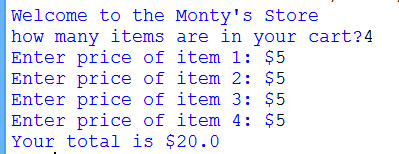 Welcome to the Monty's Store
how many items are in your cart?4
Enter price of item 1: $5
Enter price of item 2: $5
Enter price of item 3: $5
Enter price of item 4: $5
Your total is $20.0